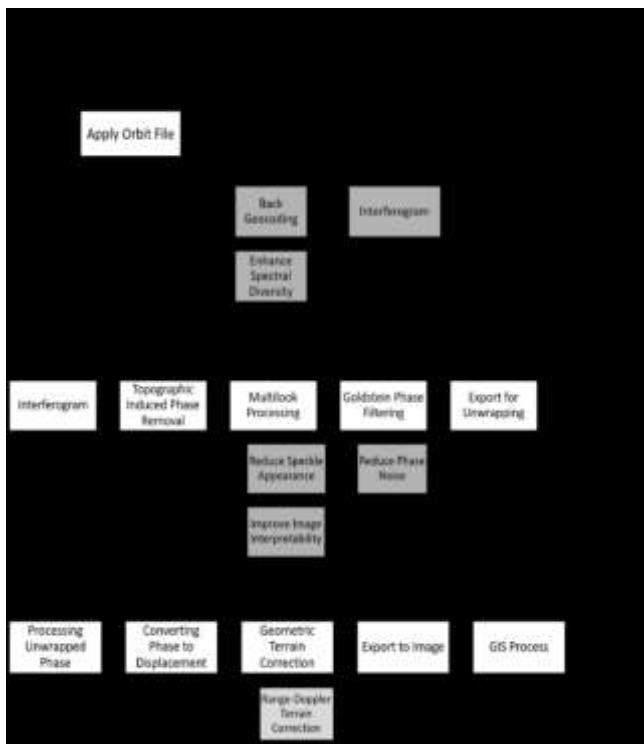 Apply Orbit File
Back
Geocoding
Interferogram
Enhance
Spectral
Diversity
Interferogram
Topographic
Induced Phase
Removal
Multilook
Processing
Goldstein Phase
Filtering
Export for
Unwrapping
Reduce Speckle
Appearance
Reduce Phase
Noise
Improve Image
Interpretability
Processing
Unwrapped
Phase
Converting
Phase to
Displacement
Geometric
Terrain
Correction
Export to Image
GIS Process
Range-Doppler
Terrain
Correction